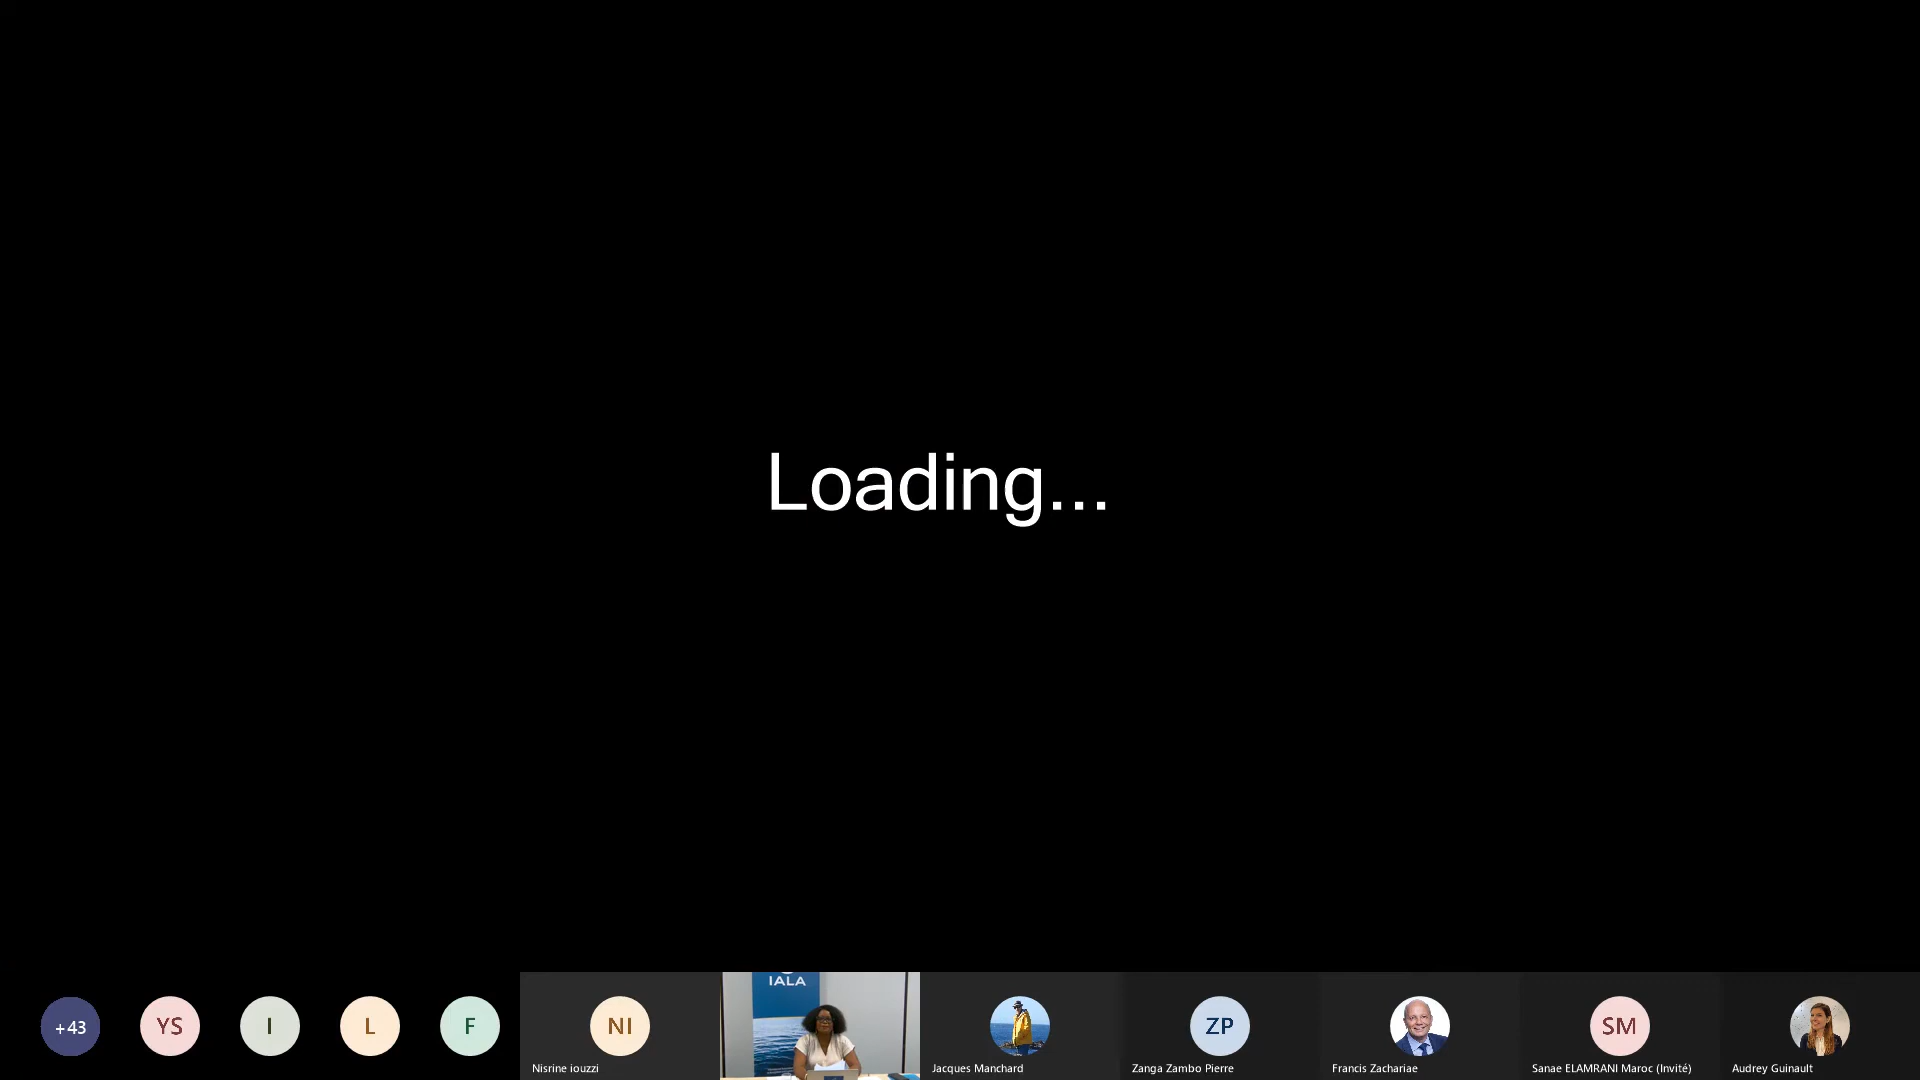 Loading...
IALA
+43
YS
I
L
F
NI
ZP
SM
Nisrine iouzzi
Jacques Manchard
Zanga Zambo Pierre
Francis Zachariae
Sanae ELAMRANI Maroc (Invité)
Audrey Guinault